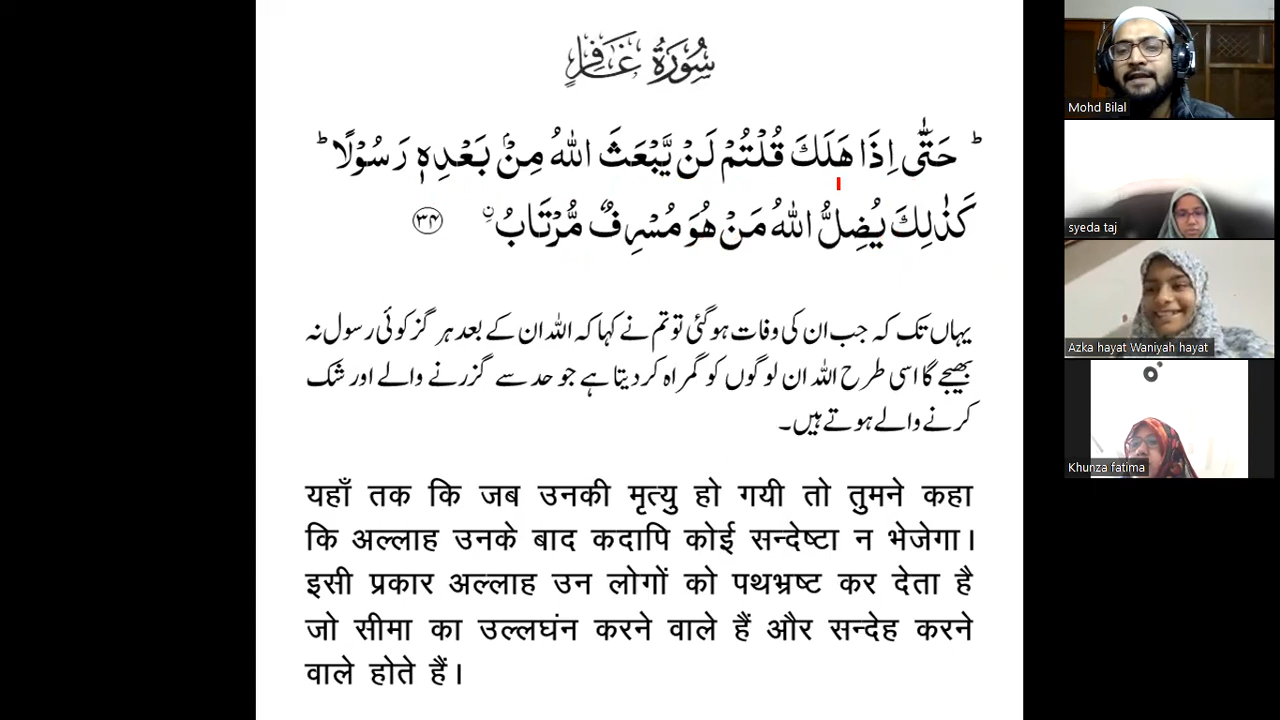 سُورَةُ غَافِرٍ
ؕ حَتّٰۤی اِذَا هَلَكَ قُلْتُمْ لَنْ یَّبْعَثَ اللهُ مِنْۢ بَعْدِهٖ رَسُوْلًا ؕ
كَذٰلِكَ یُضِلُّ اللهُ مَنْ هُوَ مُسْرِفٌ مُّرْتَابُ ۙ ۳۴
یہاں تک کہ جب ان کی وفات ہوگئی تو تم نے کہا کہ اللہ ان کے بعد ہر گز کوئی رسول نہ
بھیجے گا اسی طرح اللہ ان لوگوں کو گمراہ کر دیتا ہے جو حد سے گزرنے والے اور شک
کرنے والے ہوتے ہیں۔
यहाँ तक कि जब उनकी मृत्यु हो गयी तो तुमने कहा
कि अल्लाह उनके बाद कदापि कोई सन्देष्टा न भेजेगा।
इसी प्रकार अल्लाह उन लोगों को पथभ्रष्ट कर देता है
जो सीमा का उल्लघंन करने वाले हैं और सन्देह करने
वाले होते हैं।
Mohd Bilal
syeda taj
Azka hayat Waniyah hayat
Khunza fatima